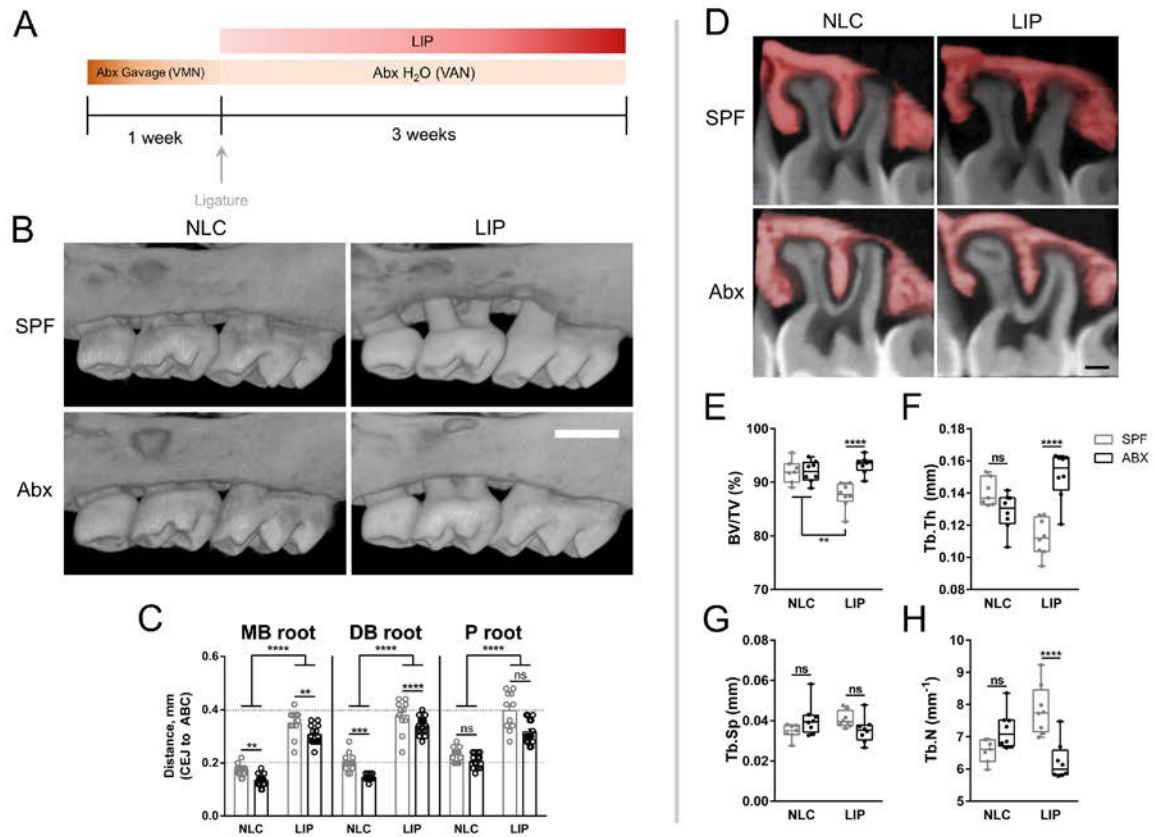 A
LIP
Abx Gavage (VMN)
Abx H₂O (VAN)
1 week
3 weeks
Ligature
B
NLC
LIP
SPF
Abx
C
MB root
DB root
P root
****
****
****
**
**
***
****
ns
ns
Distance, mm
(CEJ to ABC)
0.6
0.4
0.2
0.0
NLC
LIP
NLC
LIP
NLC
LIP
D
NLC
LIP
SPF
Abx
E
BV/TV (%)
100
90
80
70
****
**
NLC
LIP
F
Tb.Th (mm)
0.18
0.16
0.14
0.12
0.10
0.08
ns
****
NLC
LIP
SPF
ABX
G
Tb.Sp (mm)
0.08
0.06
0.04
0.02
0.00
ns
ns
NLC
LIP
H
Tb.N (mm⁻¹)
10
9
8
7
6
5
ns
****
NLC
LIP